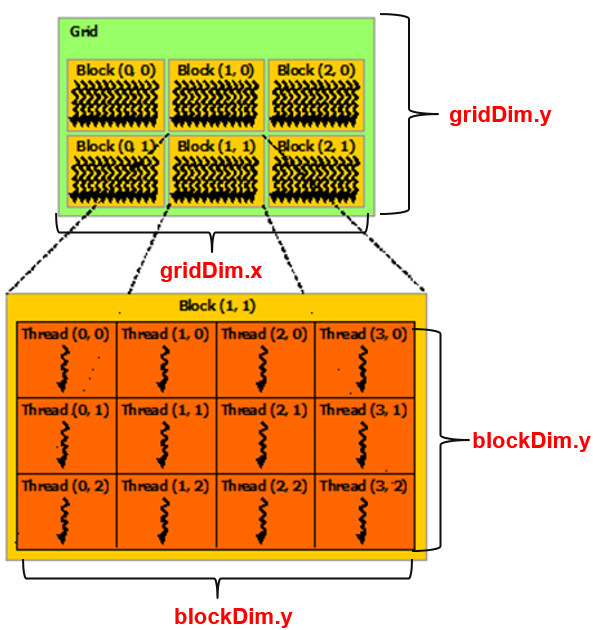 Grid
Block (0, 0) Block (1, 0) Block (2, 0)
gridDim.y
Block (0, 1) Block (1, 1) Block (2, 1)
gridDim.x
Block (1, 1)
Thread (0, 0) Thread (1, 0) Thread (2, 0) Thread (3, 0)
Thread (0, 1) Thread (1, 1) Thread (2, 1) Thread (3, 1)
blockDim.y
Thread (0, 2) Thread (1, 2) Thread (2, 2) Thread (3, 2)
blockDim.y